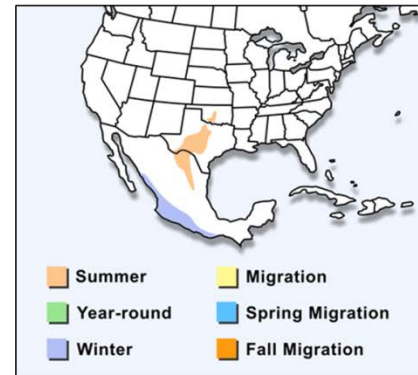 Summer
Migration
Year-round
Spring Migration
Winter
Fall Migration